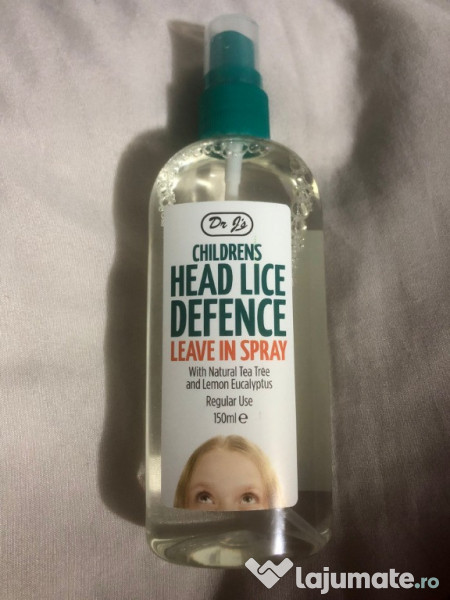 Dr J's
CHILDRENS
HEAD LICE
DEFENCE
LEAVE IN SPRAY
With Natural Tea Tree
and Lemon Eucalyptus
Regular Use
150ml ℮
lajumate.ro